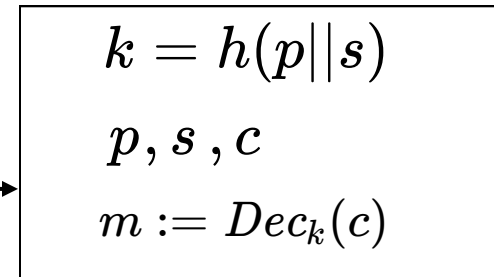 k = h(p||s)
p, s , c
m := Dec_k(c)